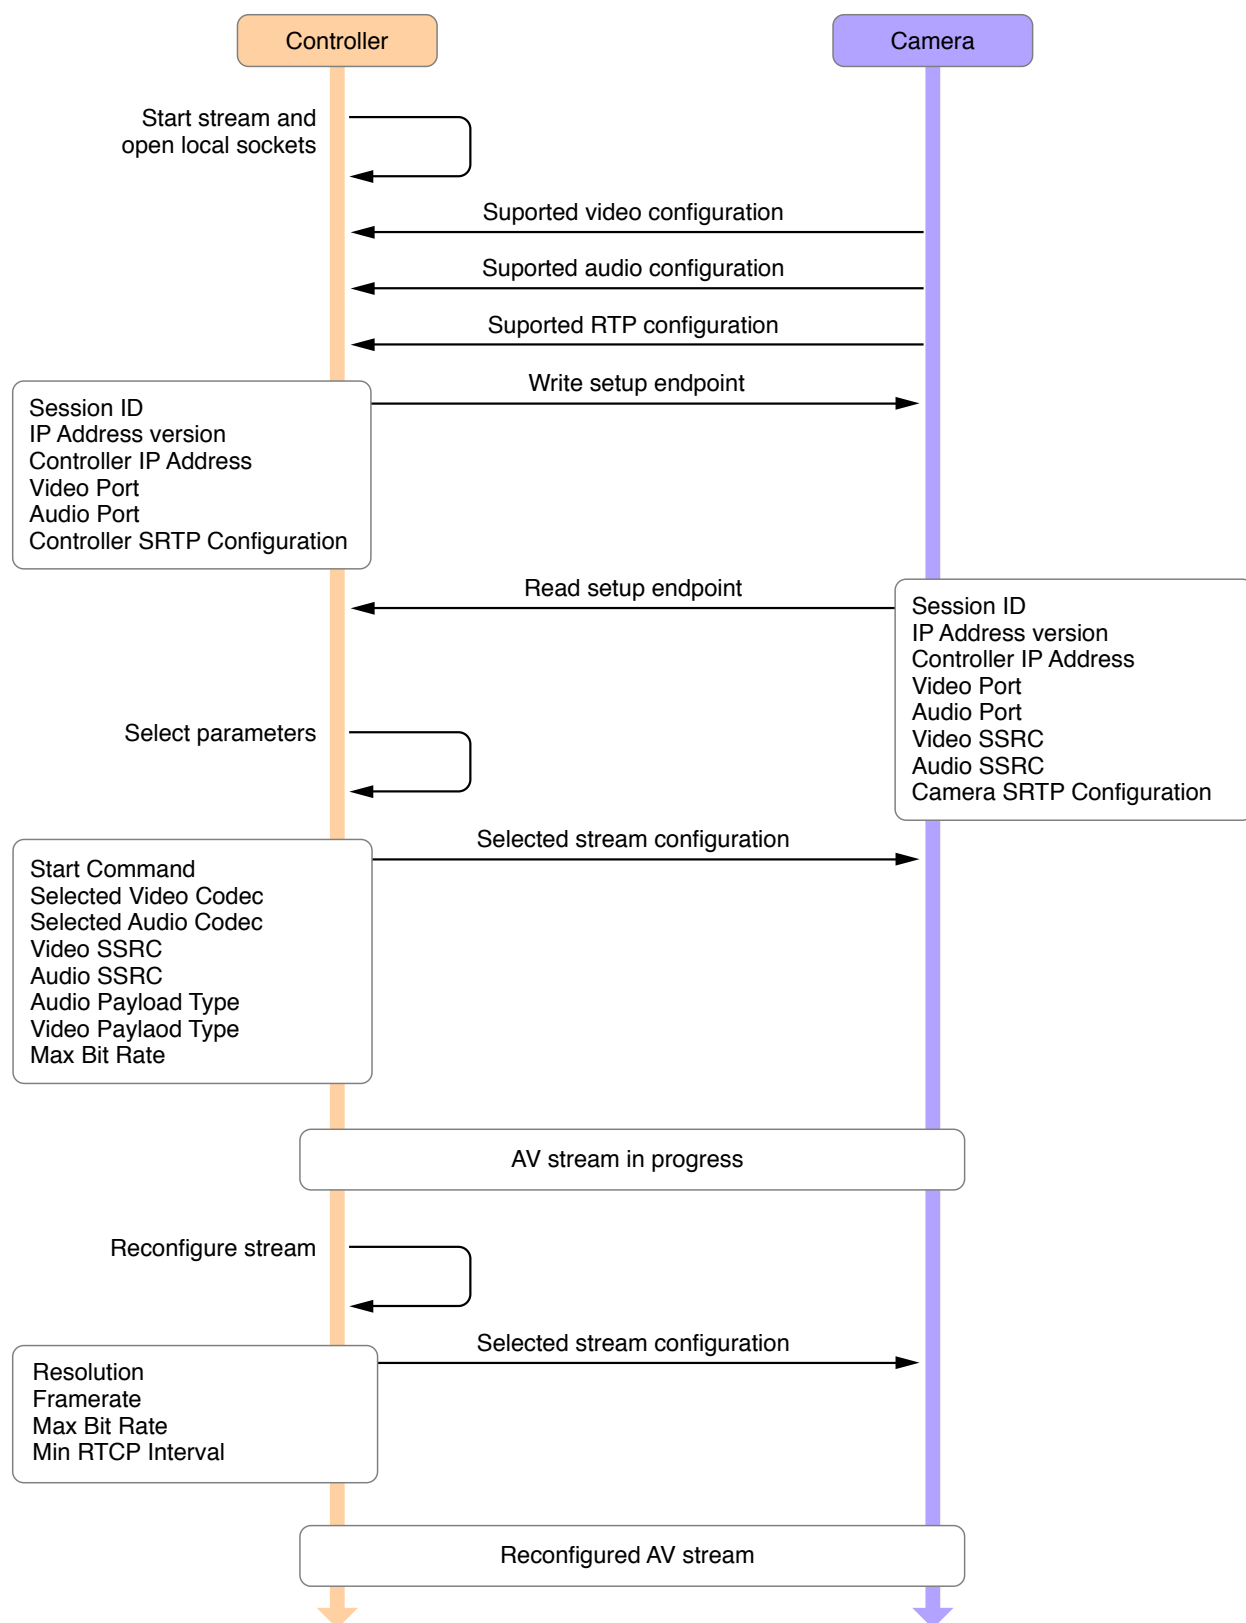 Controller
Camera
Start stream and
open local sockets
Suported video configuration
Suported audio configuration
Suported RTP configuration
Write setup endpoint
Session ID
IP Address version
Controller IP Address
Video Port
Audio Port
Controller SRTP Configuration
Read setup endpoint
Session ID
IP Address version
Controller IP Address
Video Port
Audio Port
Video SSRC
Audio SSRC
Camera SRTP Configuration
Select parameters
Selected stream configuration
Start Command
Selected Video Codec
Selected Audio Codec
Video SSRC
Audio SSRC
Audio Payload Type
Video Paylaod Type
Max Bit Rate
AV stream in progress
Reconfigure stream
Selected stream configuration
Resolution
Framerate
Max Bit Rate
Min RTCP Interval
Reconfigured AV stream